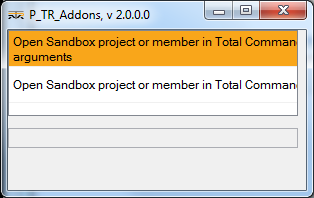 P_TR_Addons, v 2.0.0.0
Open Sandbox project or member in Total Comman
arguments
Open Sandbox project or member in Total Comman